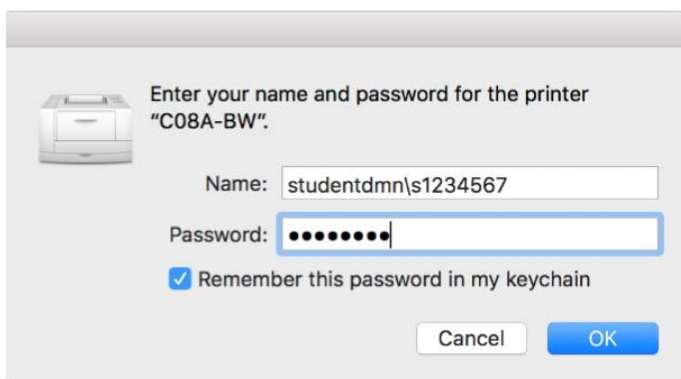 Enter your name and password for the printer
“C08A-BW”.
Name: studentdmn\s1234567
Password: ••••••••
Remember this password in my keychain
Cancel OK